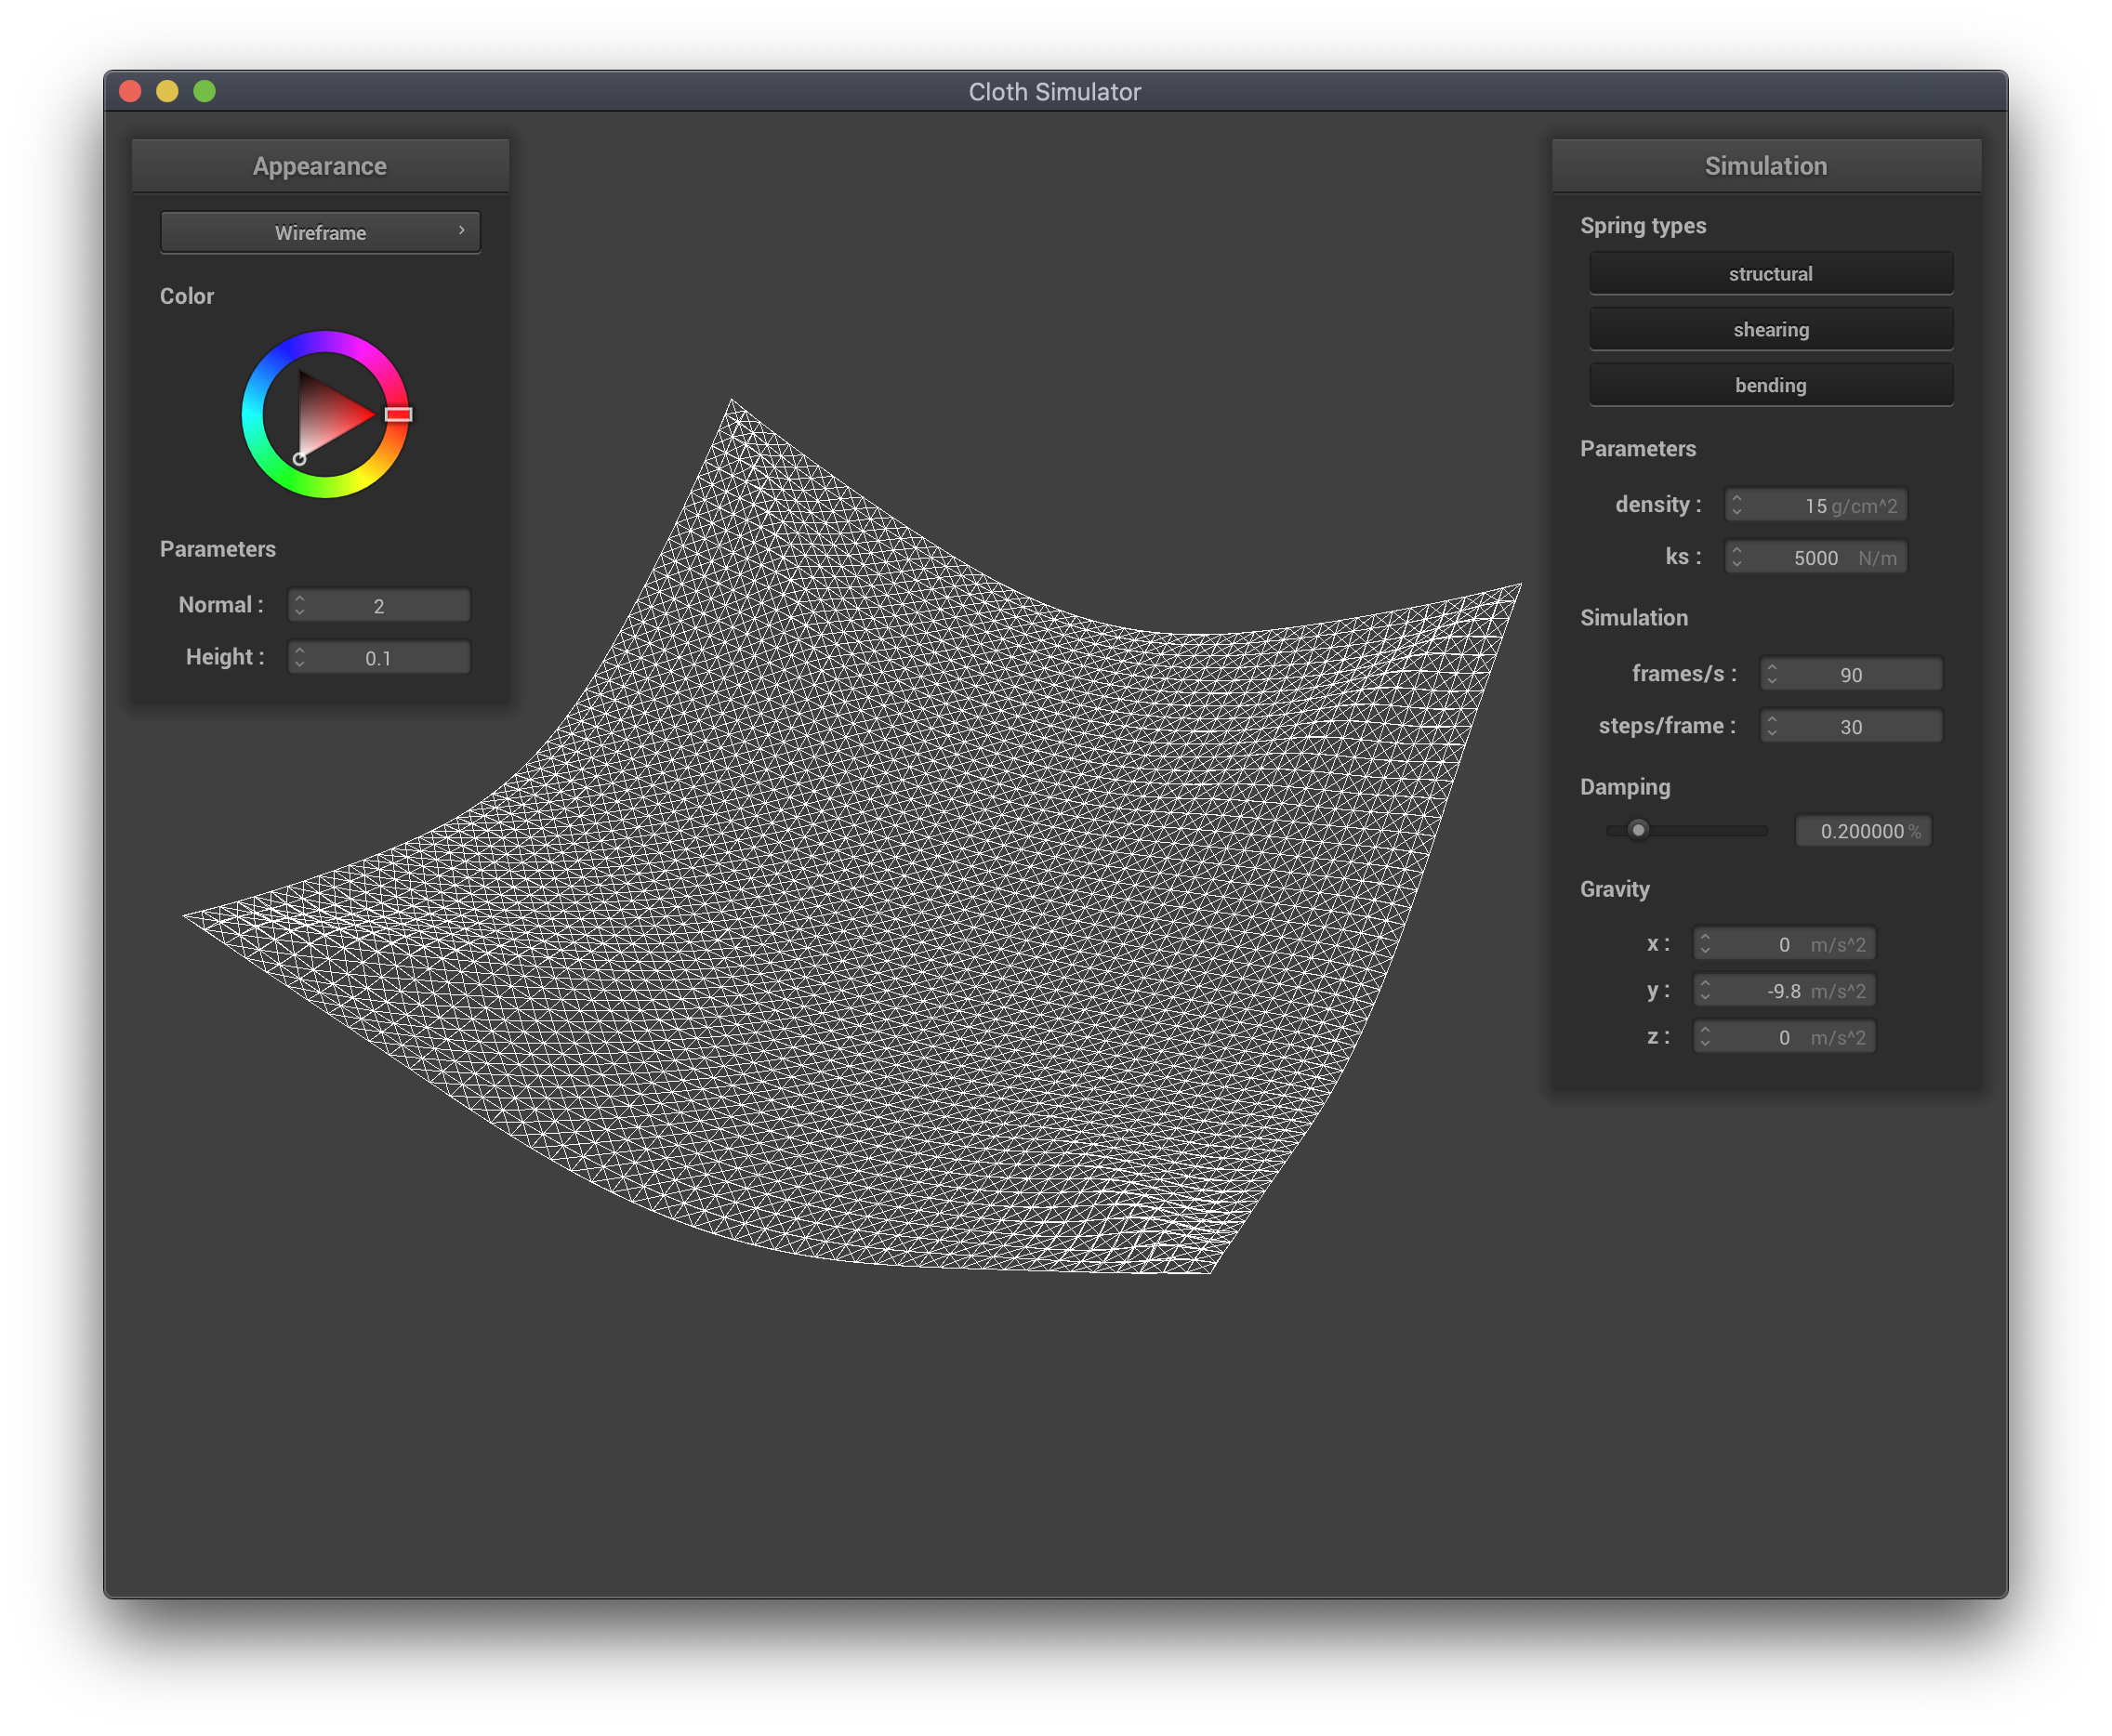 Cloth Simulator
Appearance
Wireframe
Color
Parameters
Normal : 2
Height : 0.1
Simulation
Spring types
structural
shearing
bending
Parameters
density : 15 g/cm^2
ks : 5000 N/m
Simulation
frames/s : 90
steps/frame : 30
Damping
0.200000 %
Gravity
x : 0 m/s^2
y : -9.8 m/s^2
z : 0 m/s^2